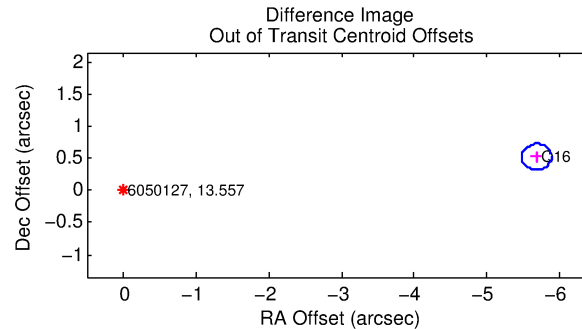 Difference Image
Out of Transit Centroid Offsets
2
1.5
1
0.5
0
−0.5
−1
Dec Offset (arcsec)
6050127, 13.557
Q16
0 −1 −2 −3 −4 −5 −6
RA Offset (arcsec)